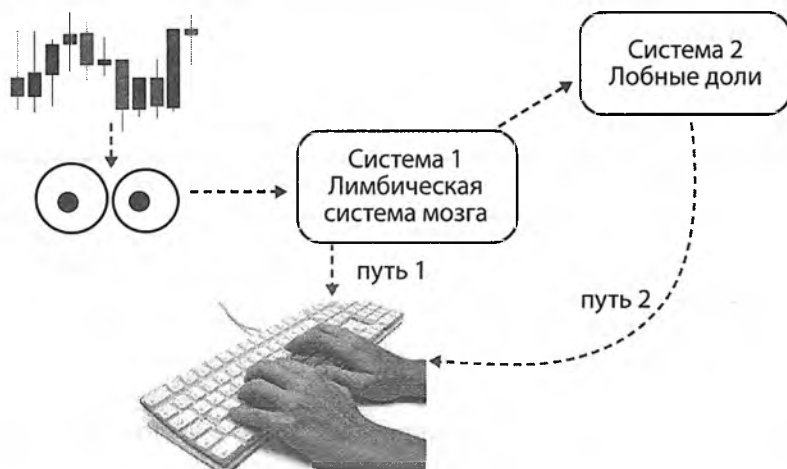 Система 2
Лобные доли
Система 1
Лимбическая
система мозга
путь 1
путь 2